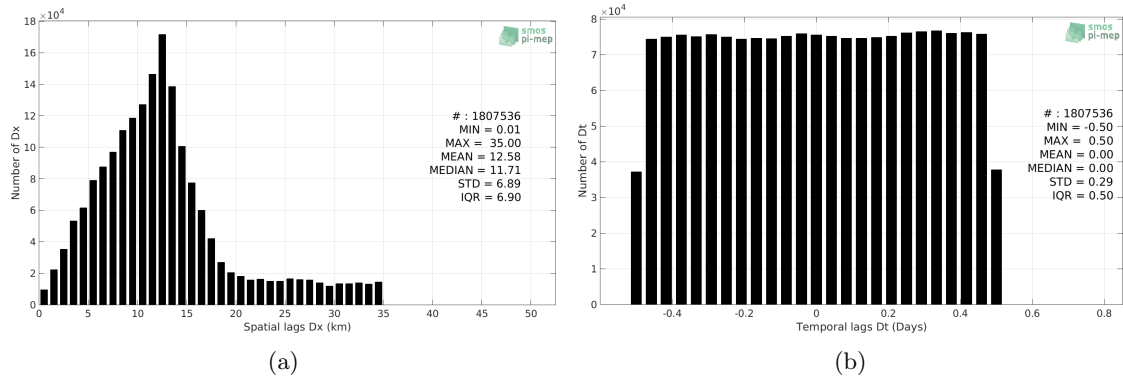 ×10⁴
18
16
14
12
10
8
6
4
2
0
0 5 10 15 20 25 30 35 40 45 50
Number of Dx
Spatial lags Dx (km)
smos
pi-mep
# : 1807536
MIN = 0.01
MAX = 35.00
MEAN = 12.58
MEDIAN = 11.71
STD = 6.89
IQR = 6.90
(a)
×10⁴
8
7
6
5
4
3
2
1
0
-0.4 -0.2 0 0.2 0.4 0.6 0.8
Number of Dt
Temporal lags Dt (Days)
smos
pi-mep
# : 1807536
MIN = -0.50
MAX = 0.50
MEAN = 0.00
MEDIAN = 0.00
STD = 0.29
IQR = 0.50
(b)